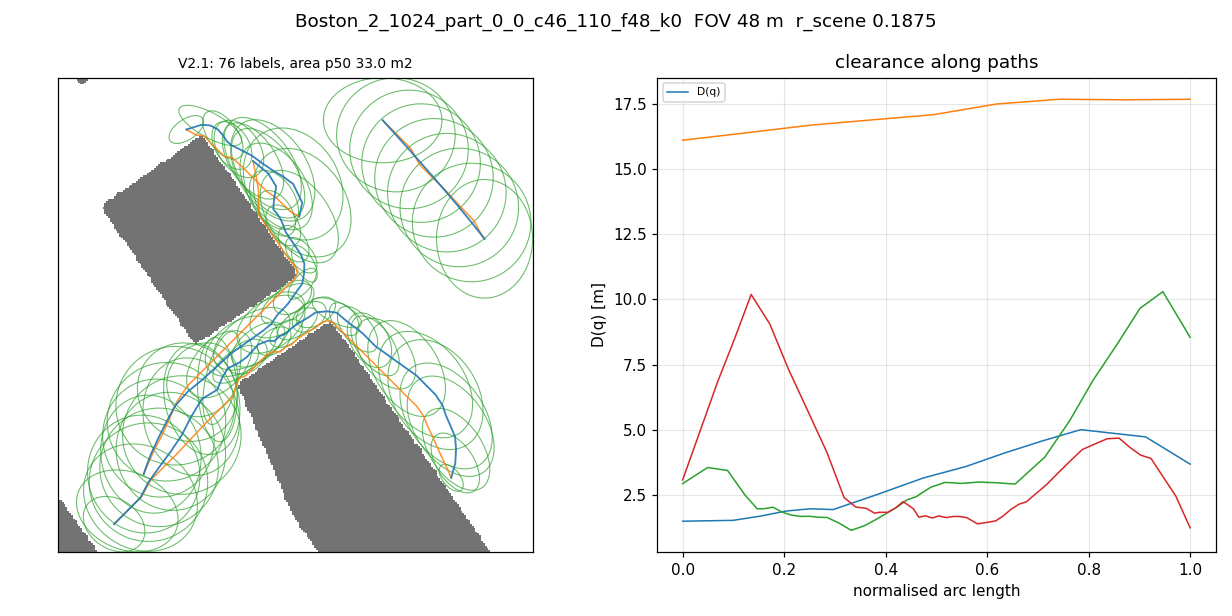 Boston_2_1024_part_0_0_c46_110_f48_k0  FOV 48 m  r_scene 0.1875
V2.1: 76 labels, area p50 33.0 m2
clearance along paths
D(q)
17.5
15.0
12.5
10.0
7.5
5.0
2.5
D(q) [m]
0.0
0.2
0.4
0.6
0.8
1.0
normalised arc length